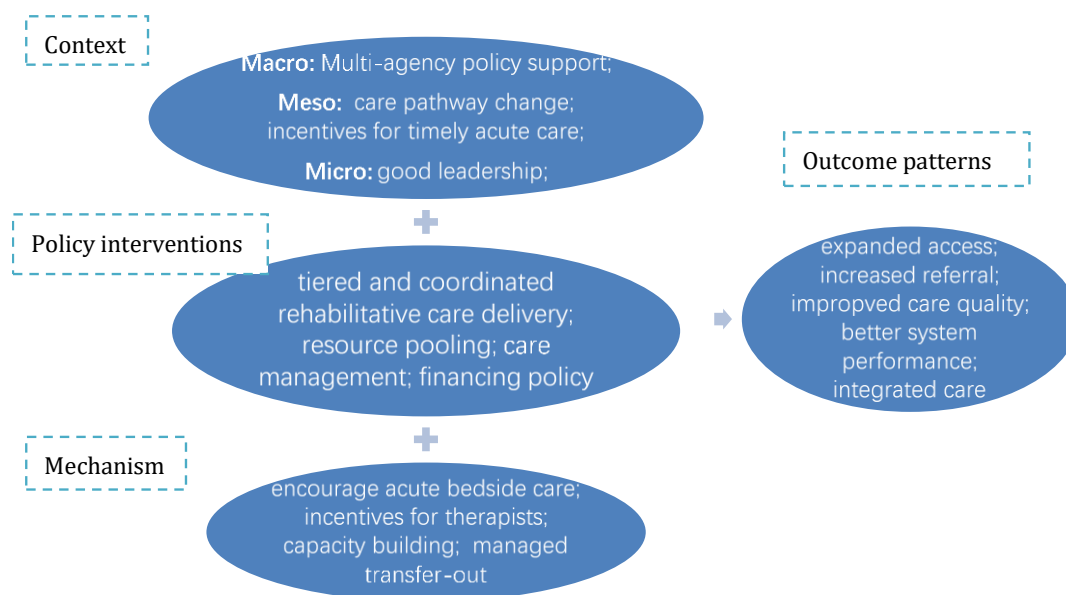 Context
Macro: Multi-agency policy support;
Meso: care pathway change;
incentives for timely acute care;
Micro: good leadership;
Policy interventions
tiered and coordinated
rehabilitative care delivery;
resource pooling; care
management; financing policy
Mechanism
encourage acute bedside care;
incentives for therapists;
capacity building; managed
transfer-out
Outcome patterns
expanded access;
increased referral;
impropved care quality;
better system
performance;
integrated care